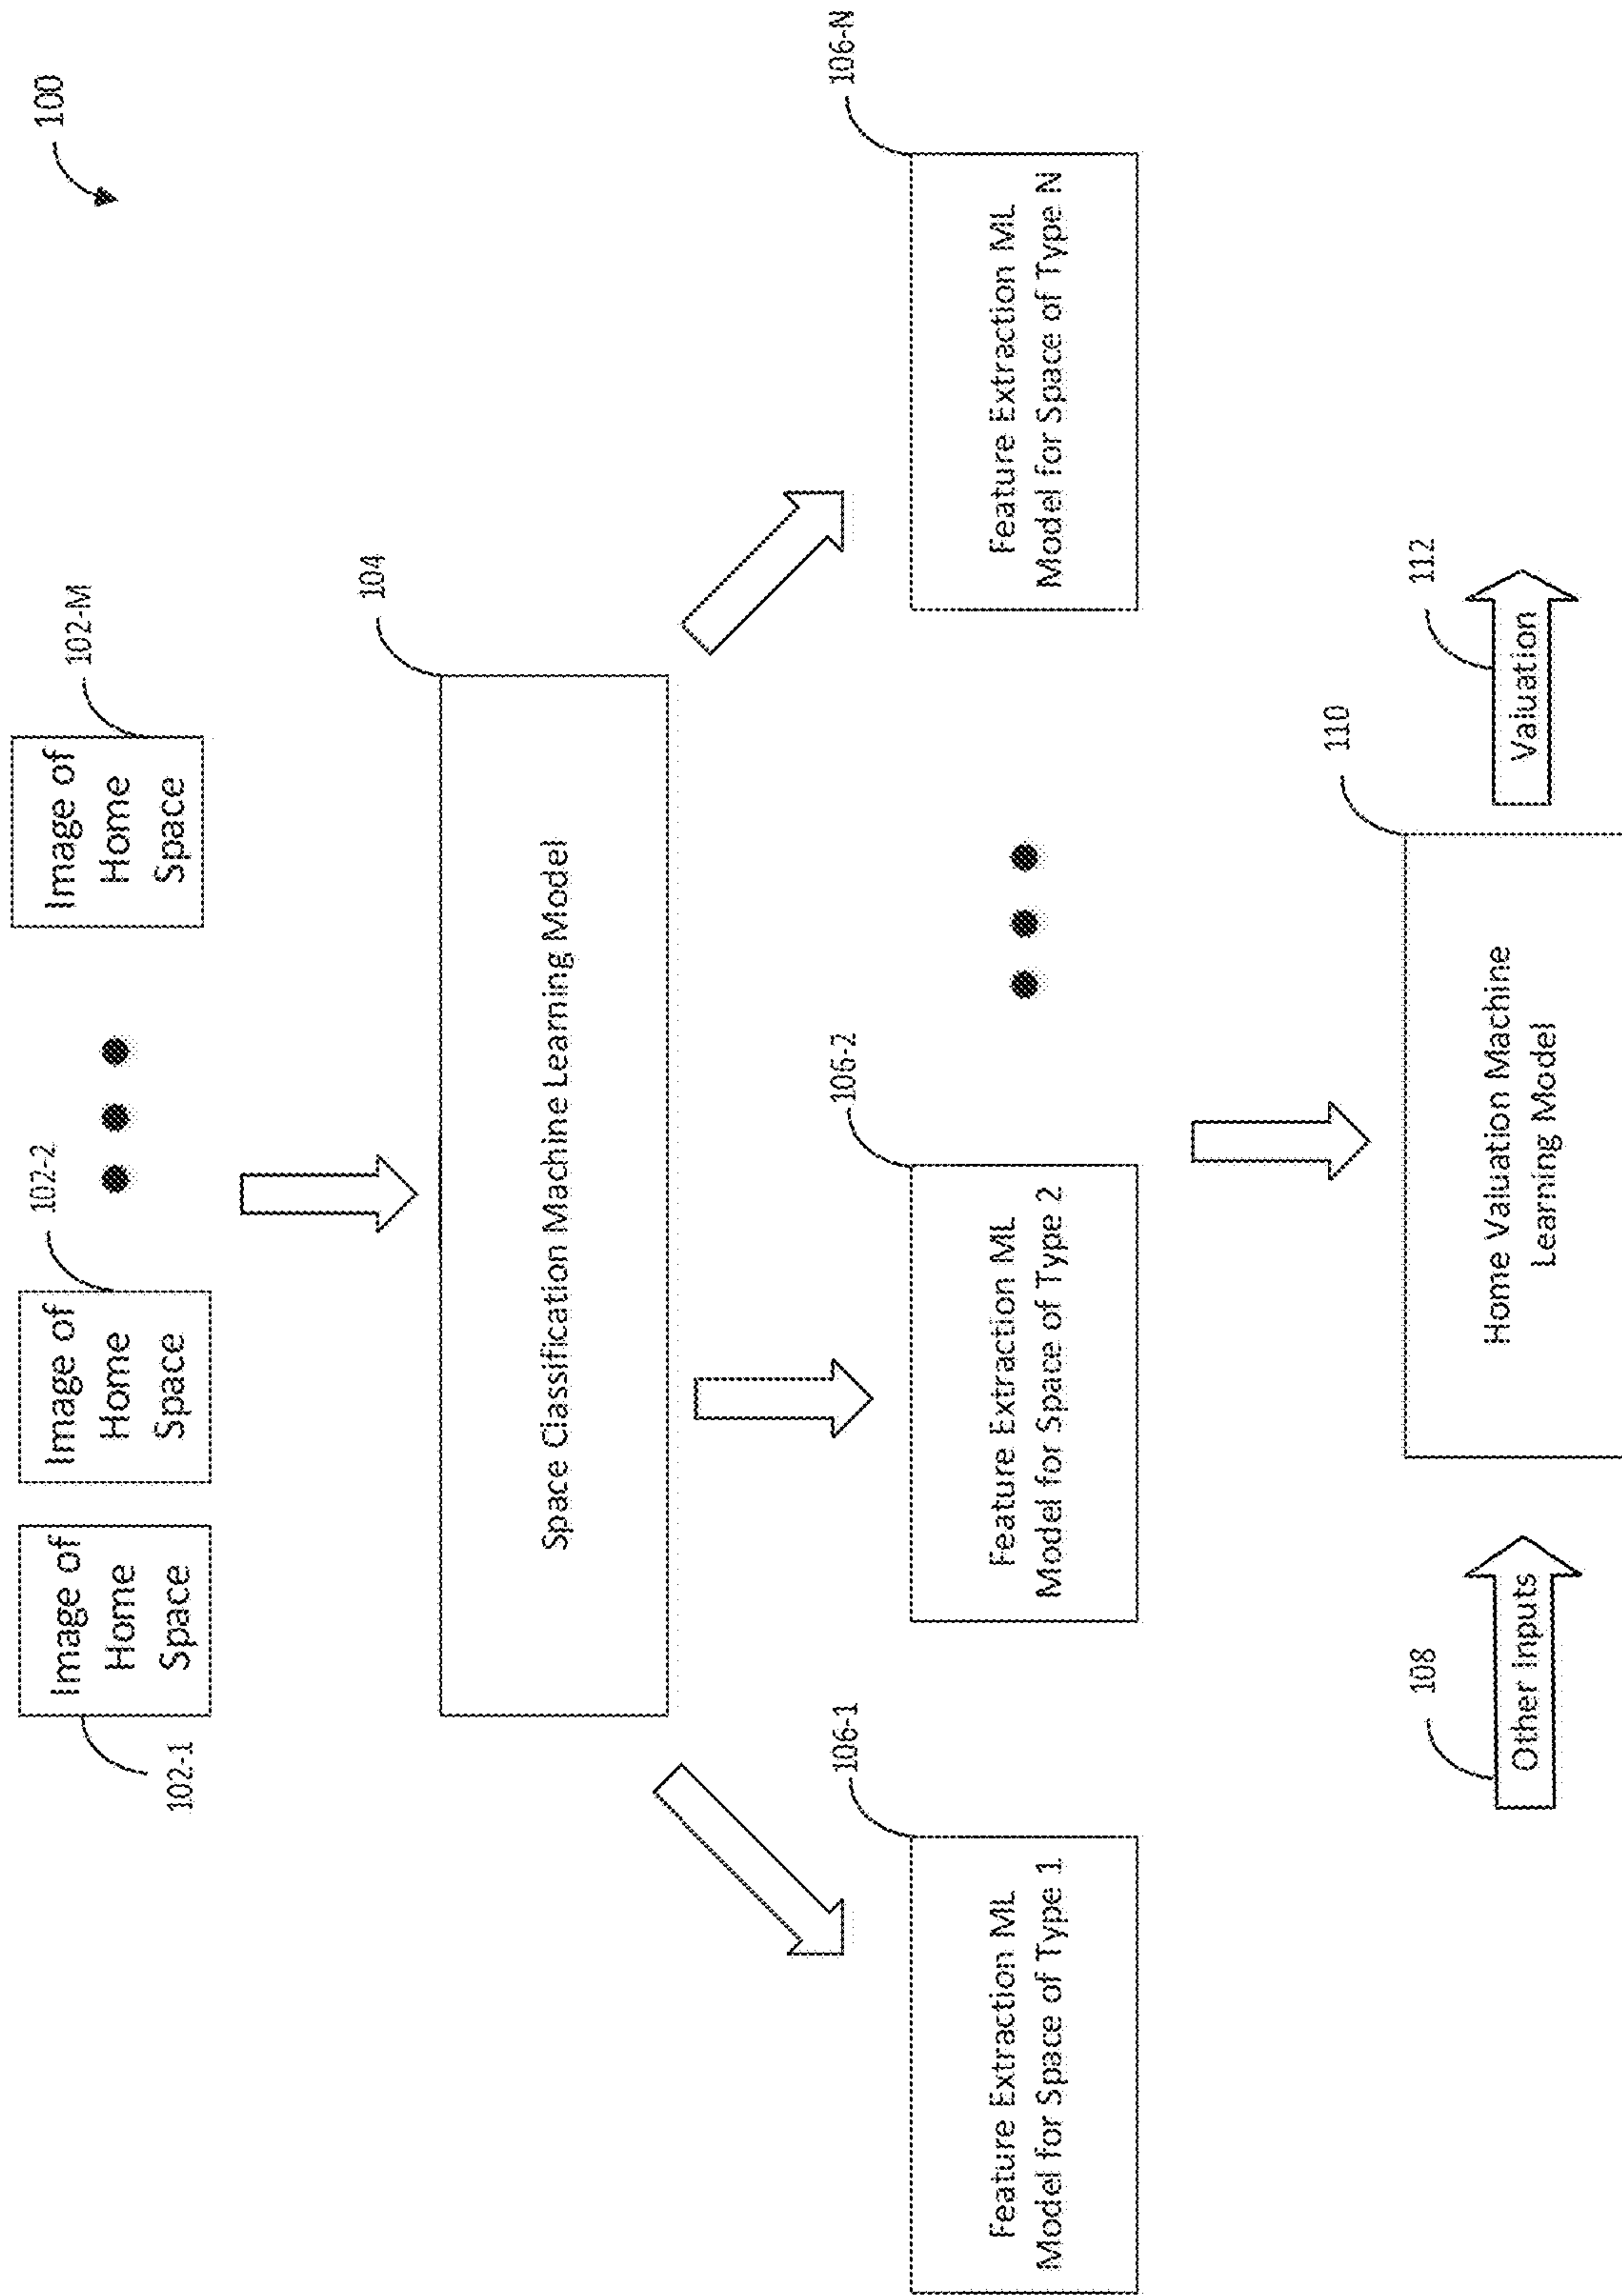 100
102-1
Image of
Home
Space
102-2
Image of
Home
Space
102-M
Image of
Home
Space
104
Space Classification Machine Learning Model
106-1
Feature Extraction ML
Model for Space of Type 1
106-2
Feature Extraction ML
Model for Space of Type 2
106-N
Feature Extraction ML
Model for Space of Type N
108
Other Inputs
110
Home Valuation Machine
Learning Model
112
Valuation